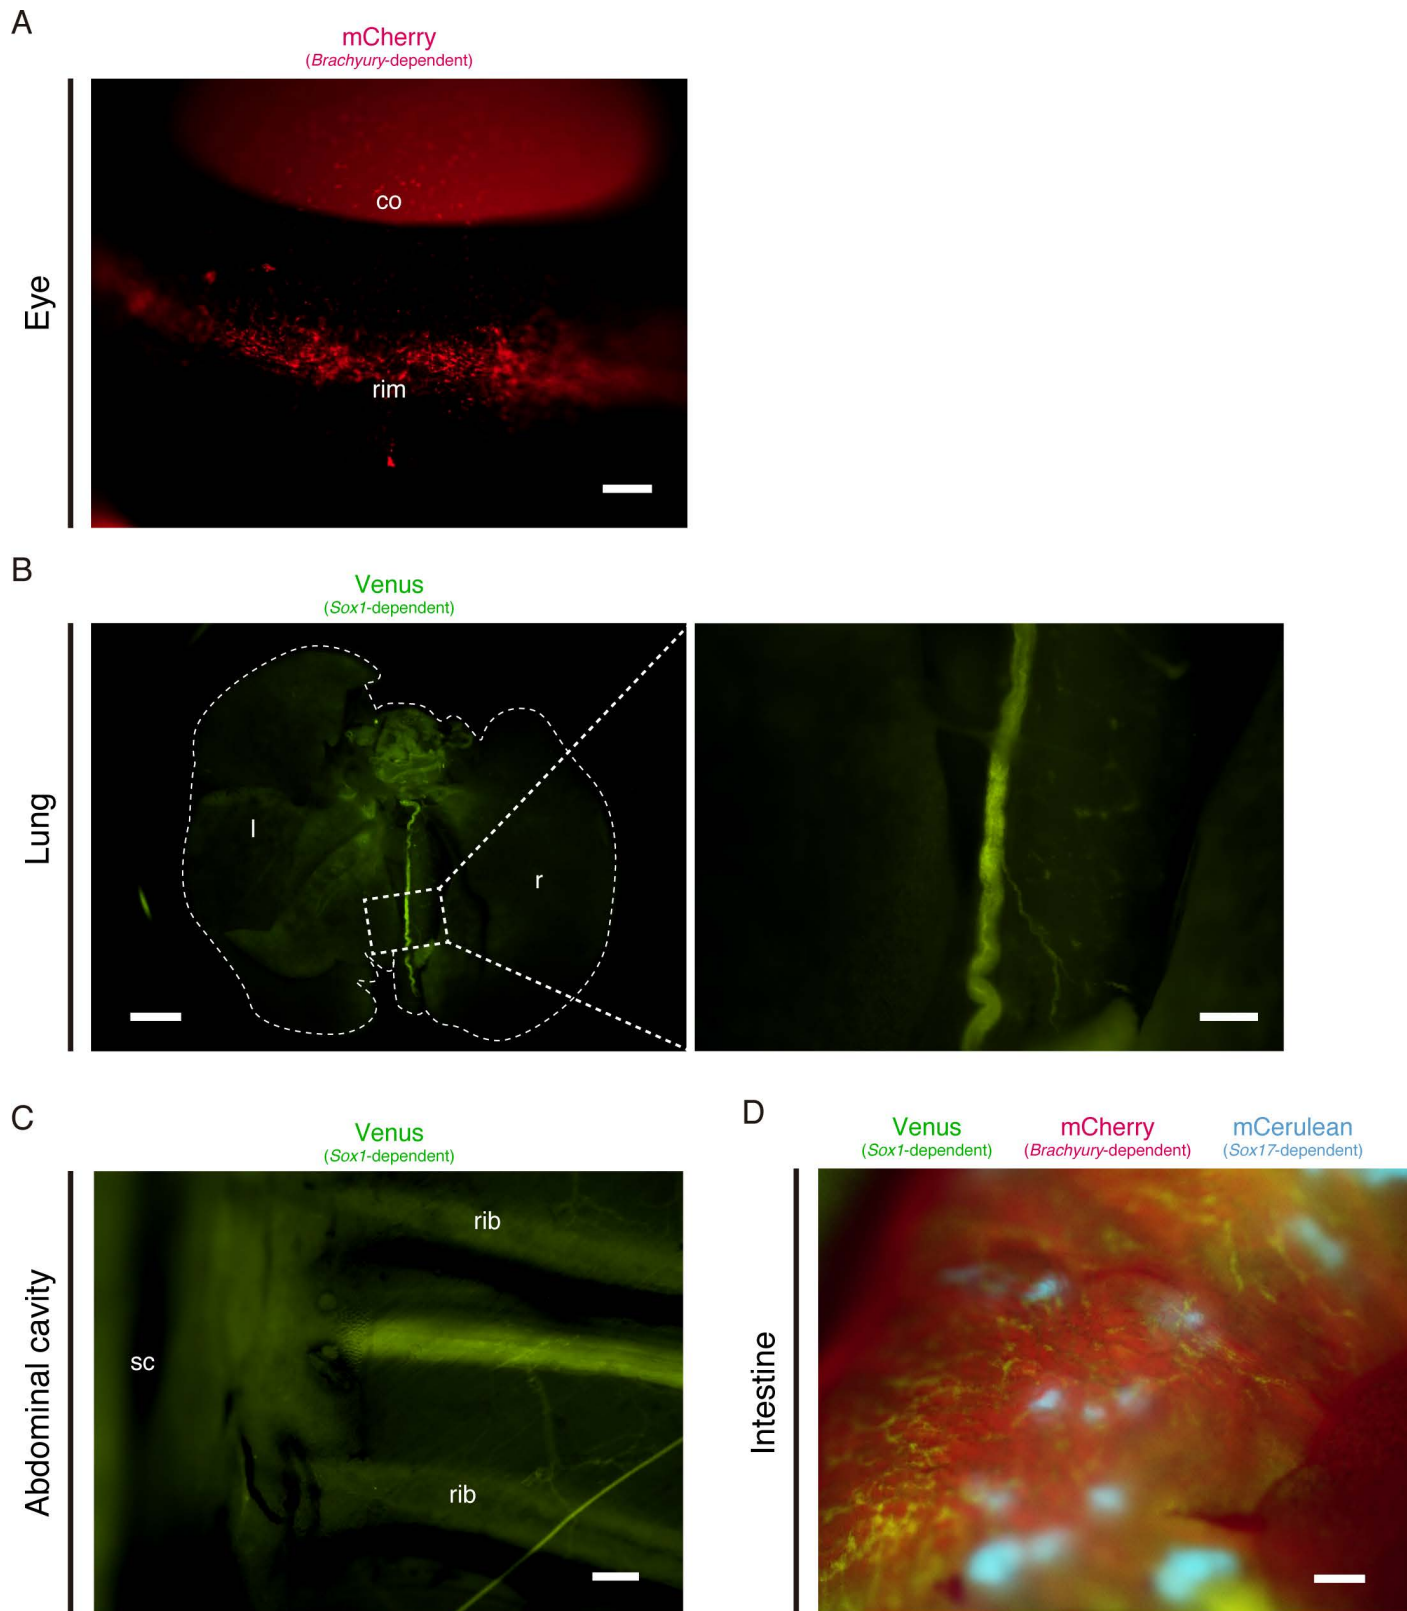 A
mCherry
(Brachyury-dependent)
Eye
co
rim
B
Venus
(Sox1-dependent)
Lung
l
r
C
Venus
(Sox1-dependent)
Abdominal cavity
rib
sc
rib
D
Venus mCherry mCerulean
(Sox1-dependent) (Brachyury-dependent) (Sox17-dependent)
Intestine